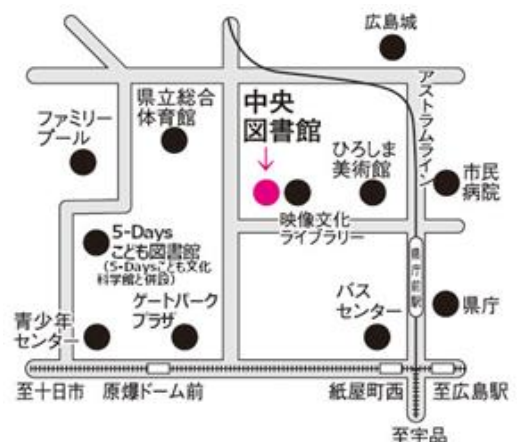 広島城
アストラムライン
県立総合
体育館
中央
図書館
ファミリー
プール
ひろしま
美術館
市民
病院
映像文化
ライブラリー
5-Days
こども図書館
(5-Daysこども文化
科学館と併設)
県庁前駅
ゲートパーク
プラザ
バス
センター
県庁
青少年
センター
至十日市
原爆ドーム前
紙屋町西
至広島駅
至宇品